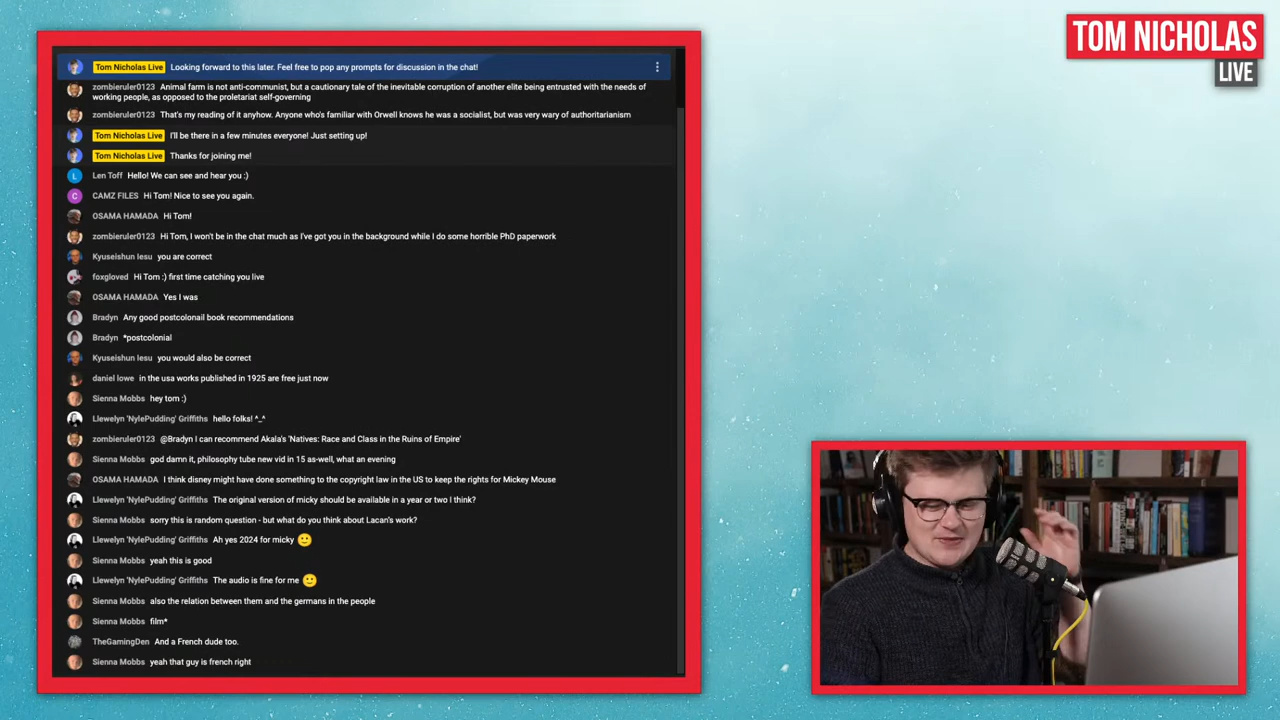 TOM NICHOLAS
LIVE
Tom Nicholas Live Looking forward to this later. Feel free to pop any prompts for discussion in the chat!
zombieruler0123 Animal farm is not anti-communist, but a cautionary tale of the inevitable corruption of another elite being entrusted with the needs of
working people, as opposed to the proletariat self-governing
zombieruler0123 That's my reading of it anyhow. Anyone who's familiar with Orwell knows he was a socialist, but was very wary of authoritarianism
Tom Nicholas Live I'll be there in a few minutes everyone! Just setting up!
Tom Nicholas Live Thanks for joining me!
L Len Toff Hello! We can see and hear you :)
C CAMZ FILES Hi Tom! Nice to see you again.
OSAMA HAMADA Hi Tom!
zombieruler0123 Hi Tom, I won't be in the chat much as I've got you in the background while I do some horrible PhD paperwork
Kyuseishun Iesu you are correct
foxgloved Hi Tom :) first time catching you live
OSAMA HAMADA Yes I was
Bradyn Any good postcolonail book recommendations
Bradyn *postcolonial
Kyuseishun Iesu you would also be correct
daniel lowe in the usa works published in 1925 are free just now
Sienna Mobbs hey tom :)
Llewelyn 'NylePudding' Griffiths hello folks! ^_^
zombieruler0123 @Bradyn I can recommend Akala's 'Natives: Race and Class in the Ruins of Empire'
Sienna Mobbs god damn it, philosophy tube new vid in 15 as-well, what an evening
OSAMA HAMADA I think disney might have done something to the copyright law in the US to keep the rights for Mickey Mouse
Llewelyn 'NylePudding' Griffiths The original version of micky should be available in a year or two I think?
Sienna Mobbs sorry this is random question - but what do you think about Lacan's work?
Llewelyn 'NylePudding' Griffiths Ah yes 2024 for micky 🙂
Sienna Mobbs yeah this is good
Llewelyn 'NylePudding' Griffiths The audio is fine for me 🙂
Sienna Mobbs also the relation between them and the germans in the people
Sienna Mobbs film*
TheGamingDen And a French dude too.
Sienna Mobbs yeah that guy is french right